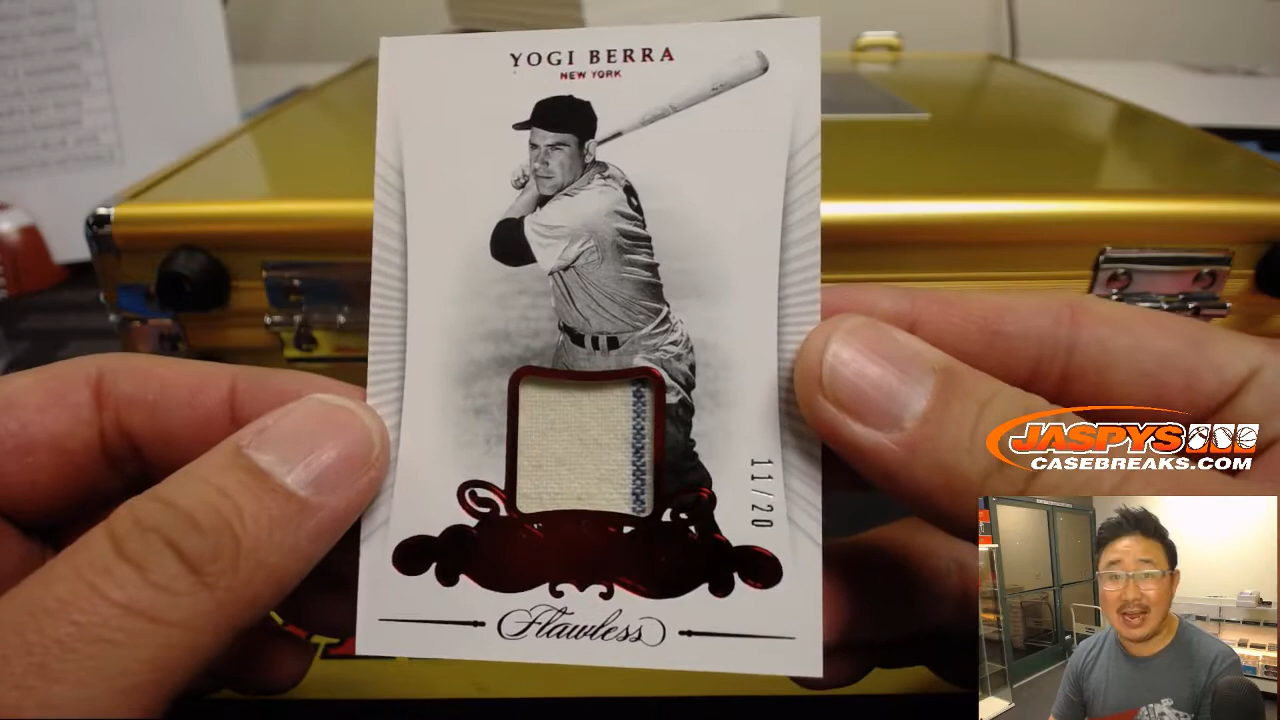 YOGI BERRA
NEW YORK
11/20
Flawless
JASPYS
CASEBREAKS.COM